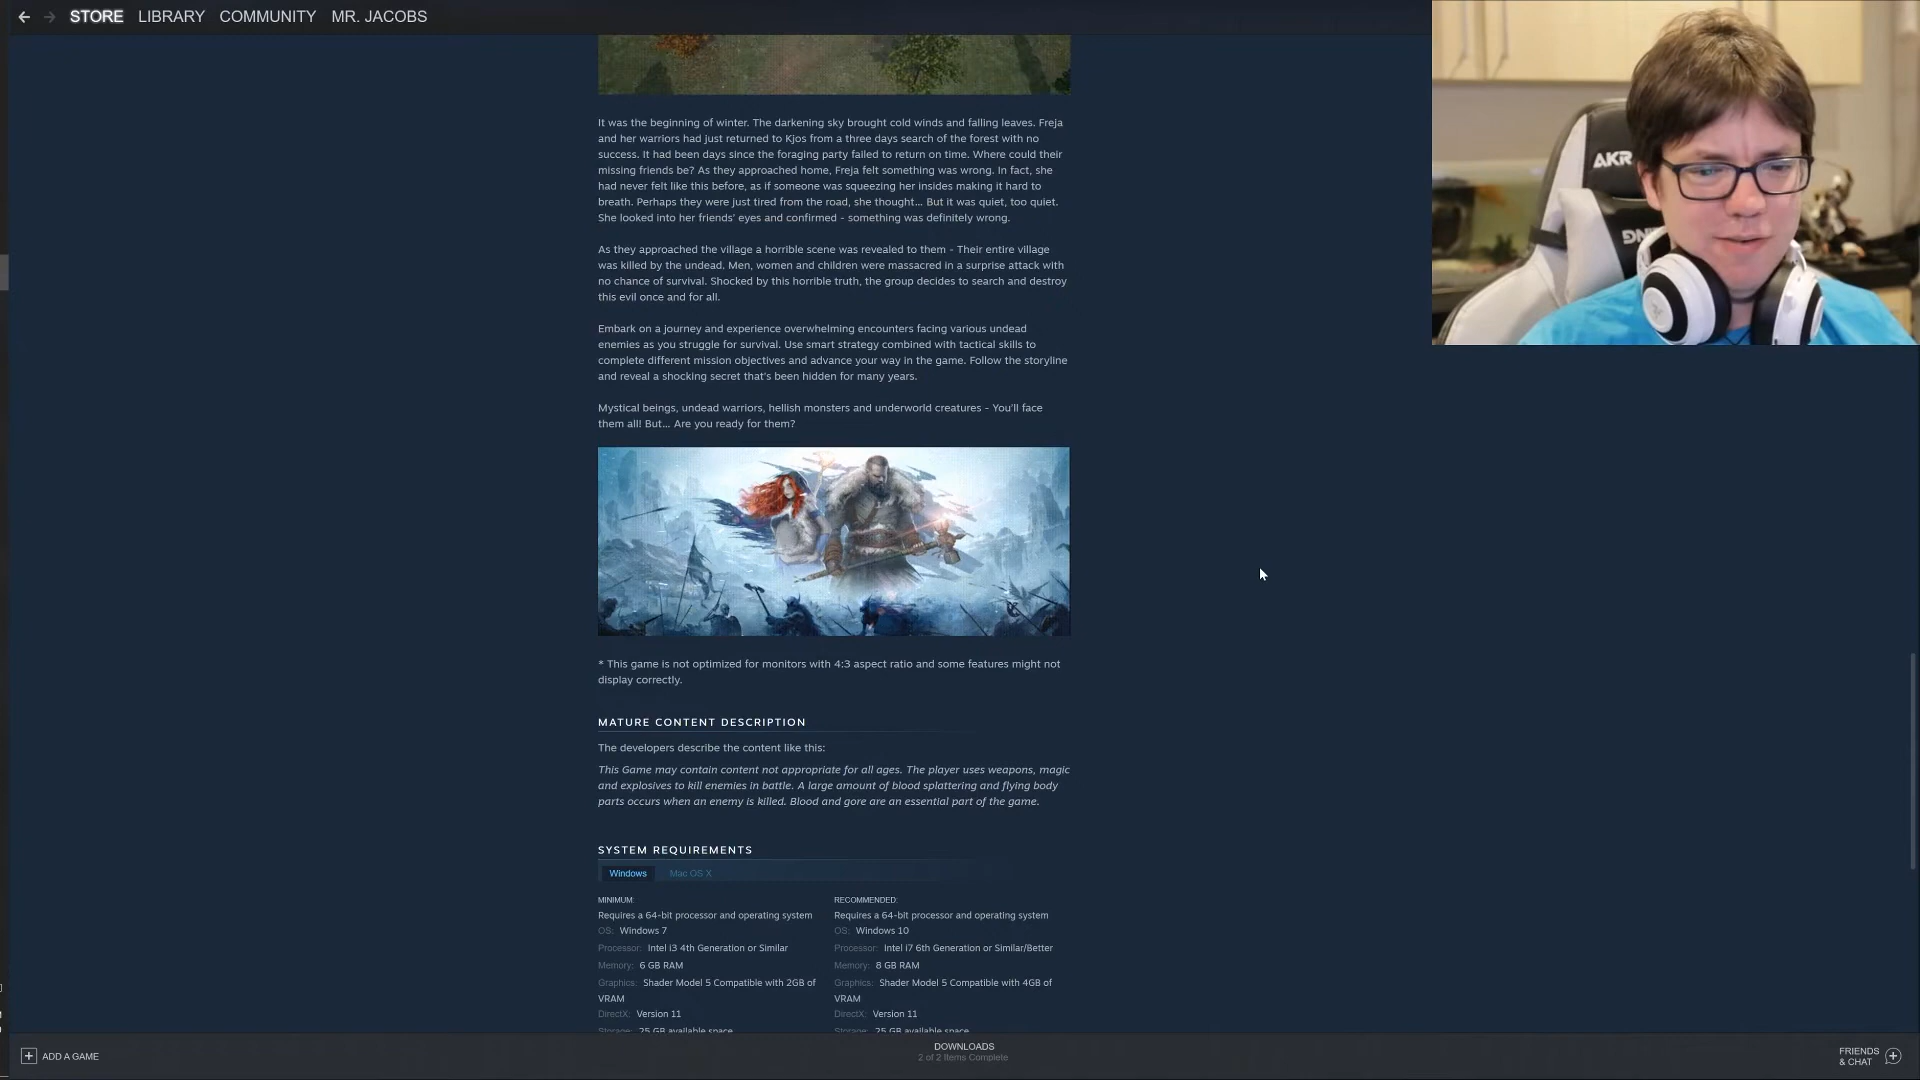 STORE LIBRARY COMMUNITY MR. JACOBS
AKR
It was the beginning of winter. The darkening sky brought cold winds and falling leaves. Freja
and her warriors had just returned to Kjos from a three days search of the forest with no
success. It had been days since the foraging party failed to return on time. Where could their
missing friends be? As they approached home, Freja felt something was wrong. In fact, she
had never felt like this before, as if someone was squeezing her insides making it hard to
breath. Perhaps they were just tired from the road, she thought... But it was quiet, too quiet.
She looked into her friends' eyes and confirmed - something was definitely wrong.
As they approached the village a horrible scene was revealed to them - Their entire village
was killed by the undead. Men, women and children were massacred in a surprise attack with
no chance of survival. Shocked by this horrible truth, the group decides to search and destroy
this evil once and for all.
Embark on a journey and experience overwhelming encounters facing various undead
enemies as you struggle for survival. Use smart strategy combined with tactical skills to
complete different mission objectives and advance your way in the game. Follow the storyline
and reveal a shocking secret that's been hidden for many years.
Mystical beings, undead warriors, hellish monsters and underworld creatures - You'll face
them all! But... Are you ready for them?
* This game is not optimized for monitors with 4:3 aspect ratio and some features might not
display correctly.
MATURE CONTENT DESCRIPTION
The developers describe the content like this:
This Game may contain content not appropriate for all ages. The player uses weapons, magic
and explosives to kill enemies in battle. A large amount of blood splattering and flying body
parts occurs when an enemy is killed. Blood and gore are an essential part of the game.
SYSTEM REQUIREMENTS
Windows Mac OS X
MINIMUM:
Requires a 64-bit processor and operating system
OS: Windows 7
Processor: Intel i3 4th Generation or Similar
Memory: 6 GB RAM
Graphics: Shader Model 5 Compatible with 2GB of
VRAM
DirectX: Version 11
Storage: 25 GB available space
RECOMMENDED:
Requires a 64-bit processor and operating system
OS: Windows 10
Processor: Intel i7 6th Generation or Similar/Better
Memory: 8 GB RAM
Graphics: Shader Model 5 Compatible with 4GB of
VRAM
DirectX: Version 11
Storage: 25 GB available space
ADD A GAME
DOWNLOADS
2 of 2 Items Complete
FRIENDS
& CHAT